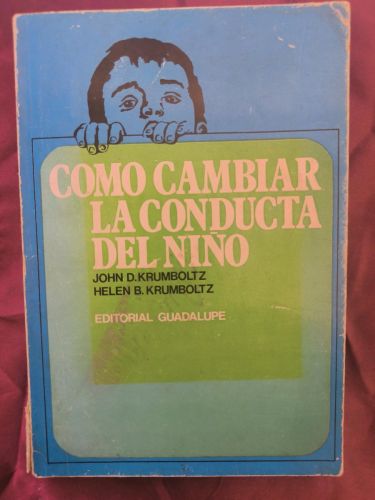 COMO CAMBIAR
LA CONDUCTA
DEL NIÑO
JOHN D. KRUMBOLTZ
HELEN B. KRUMBOLTZ
EDITORIAL GUADALUPE